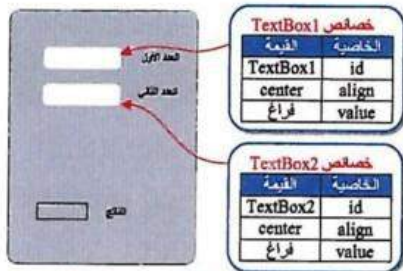 العدد الأول
العدد الثاني
الناتج
خصائص TextBox1
الخاصية القيمة
id TextBox1
align center
value فراغ
خصائص TextBox2
الخاصية القيمة
id TextBox2
align center
value فراغ